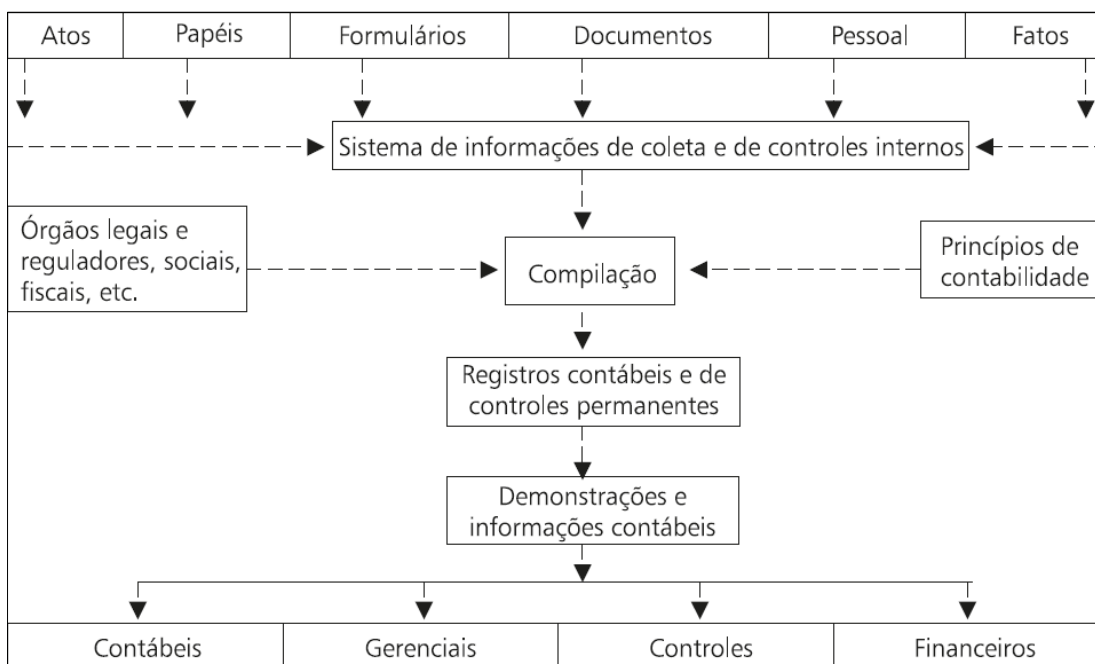 Atos Papéis Formulários Documentos Pessoal Fatos
Sistema de informações de coleta e de controles internos
Órgãos legais e
reguladores, sociais,
fiscais, etc.
Compilação
Princípios de
contabilidade
Registros contábeis e de
controles permanentes
Demonstrações e
informações contábeis
Contábeis Gerenciais Controles Financeiros